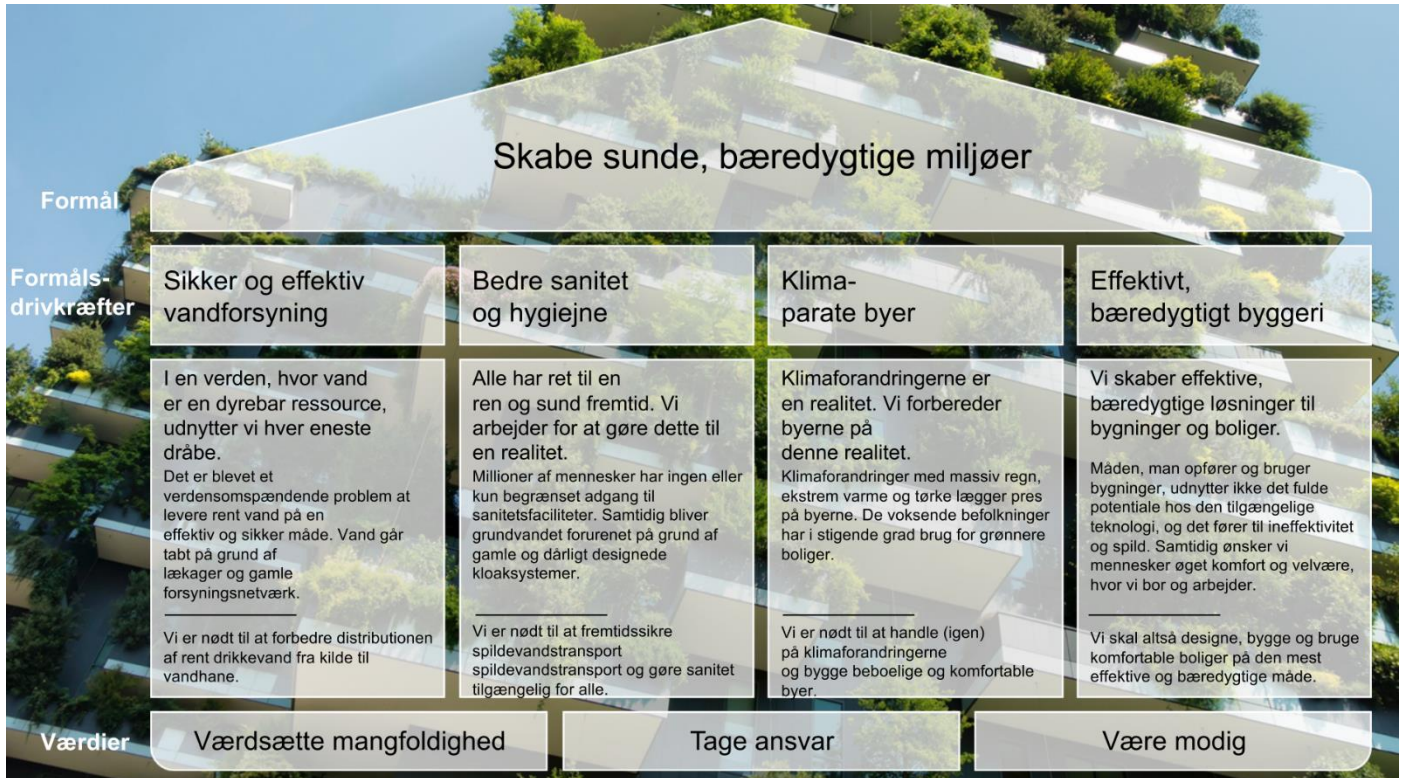 Skabe sunde, bæredygtige miljøer
Formål
Formåls-
drivkræfter
Sikker og effektiv
vandforsyning
Bedre sanitet
og hygiejne
Klima-
parate byer
Effektivt,
bæredygtigt byggeri
I en verden, hvor vand
er en dyrebar ressource,
udnytter vi hver eneste
dråbe.
Det er blevet et
verdensomspændende problem at
levere rent vand på en
effektiv og sikker måde. Vand går
tabt på grund af
lækager og gamle
forsyningsnetværk.
Vi er nødt til at forbedre distributionen
af rent drikkevand fra kilde til
vandhane.
Alle har ret til en
ren og sund fremtid. Vi
arbejder for at gøre dette til
en realitet.
Millioner af mennesker har ingen eller
kun begrænset adgang til
sanitetsfaciliteter. Samtidig bliver
grundvandet forurenet på grund af
gamle og dårligt designede
kloaksystemer.
Vi er nødt til at fremtidssikre
spildevandstransport
spildevandstransport og gøre sanitet
tilgængelig for alle.
Klimaforandringerne er
en realitet. Vi forbereder
byerne på
denne realitet.
Klimaforandringer med massiv regn,
ekstrem varme og tørke lægger pres
på byerne. De voksende befolkninger
har i stigende grad brug for grønnere
boliger.
Vi er nødt til at handle (igen)
på klimaforandringerne
og bygge beboelige og komfortable
byer.
Vi skaber effektive,
bæredygtige løsninger til
bygninger og boliger.
Måden, man opfører og bruger
bygninger, udnytter ikke det fulde
potentiale hos den tilgængelige
teknologi, og det fører til ineffektivitet
og spild. Samtidig ønsker vi
mennesker øget komfort og velvære,
hvor vi bor og arbejder.
Vi skal altså designe, bygge og bruge
komfortable boliger på den mest
effektive og bæredygtige måde.
Værdier
Værdsætte mangfoldighed
Tage ansvar
Være modig